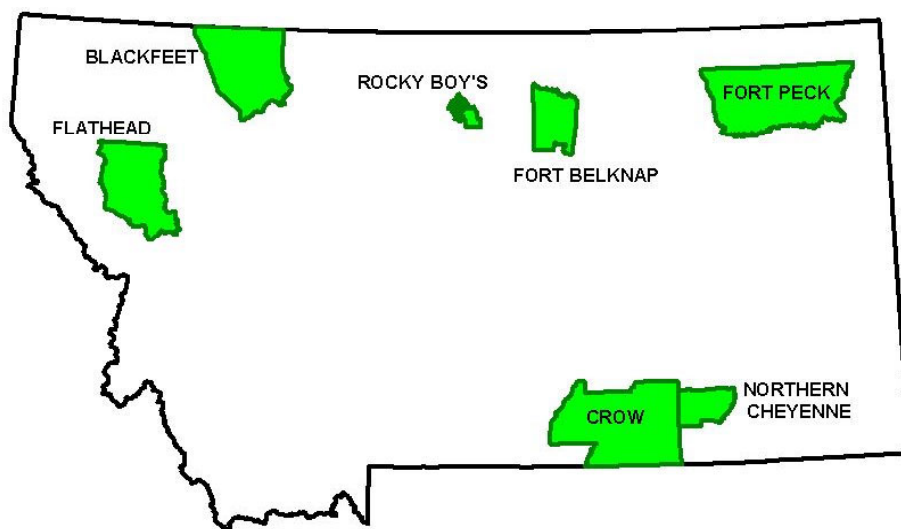 BLACKFEET
ROCKY BOY'S
FORT PECK
FLATHEAD
FORT BELKNAP
NORTHERN
CHEYENNE
CROW